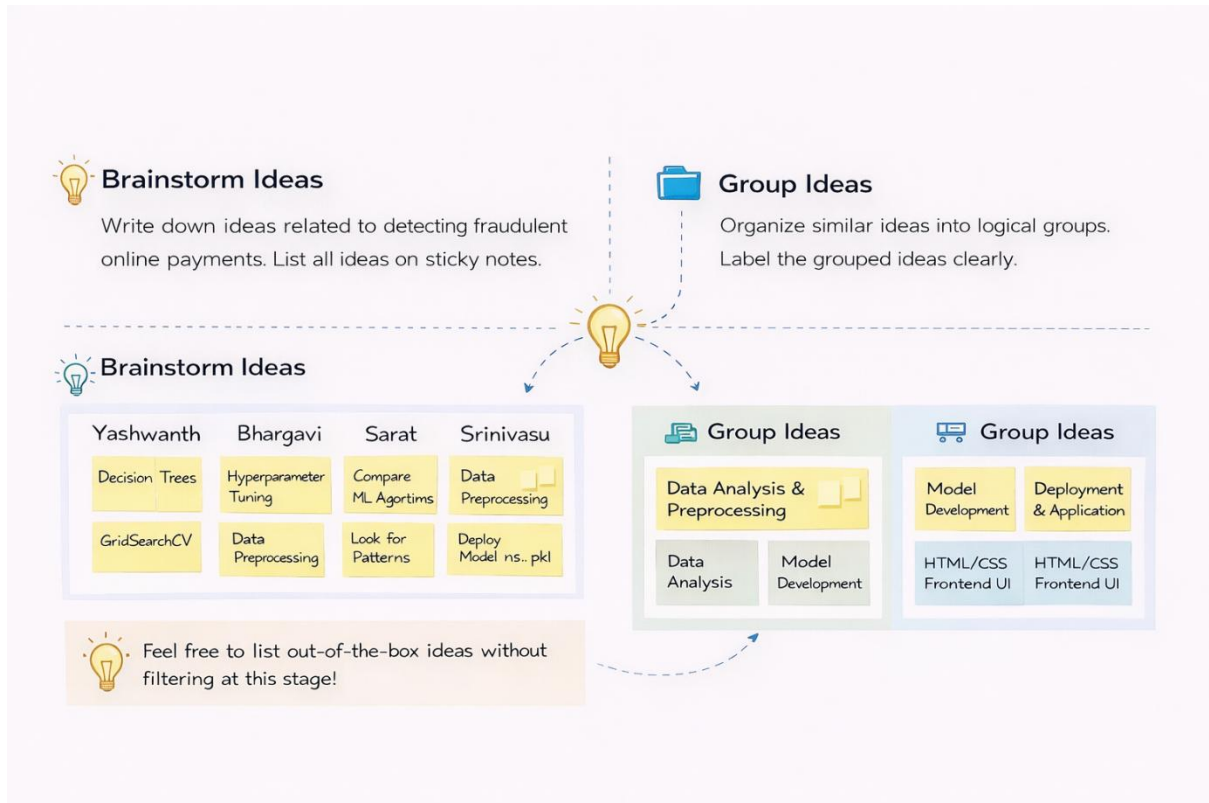 Brainstorm Ideas
Write down ideas related to detecting fraudulent
online payments. List all ideas on sticky notes.
Group Ideas
Organize similar ideas into logical groups.
Label the grouped ideas clearly.
Brainstorm Ideas
Yashwanth
Decision Trees
GridSearchCV
Bhargavi
Hyperparameter
Tuning
Data
Preprocessing
Sarat
Compare
ML Agortims
Look for
Patterns
Srinivasu
Data
Preprocessing
Deploy
Model ns.. pkl
Feel free to list out-of-the-box ideas without
filtering at this stage!
Group Ideas
Data Analysis &
Preprocessing
Data
Analysis
Model
Development
Group Ideas
Model
Development
Deployment
& Application
HTML/CSS
Frontend UI
HTML/CSS
Frontend UI